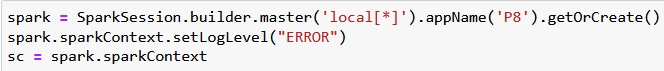 spark = SparkSession.builder.master('local[*]').appName('P8').getOrCreate()
spark.sparkContext.setLogLevel("ERROR")
sc = spark.sparkContext